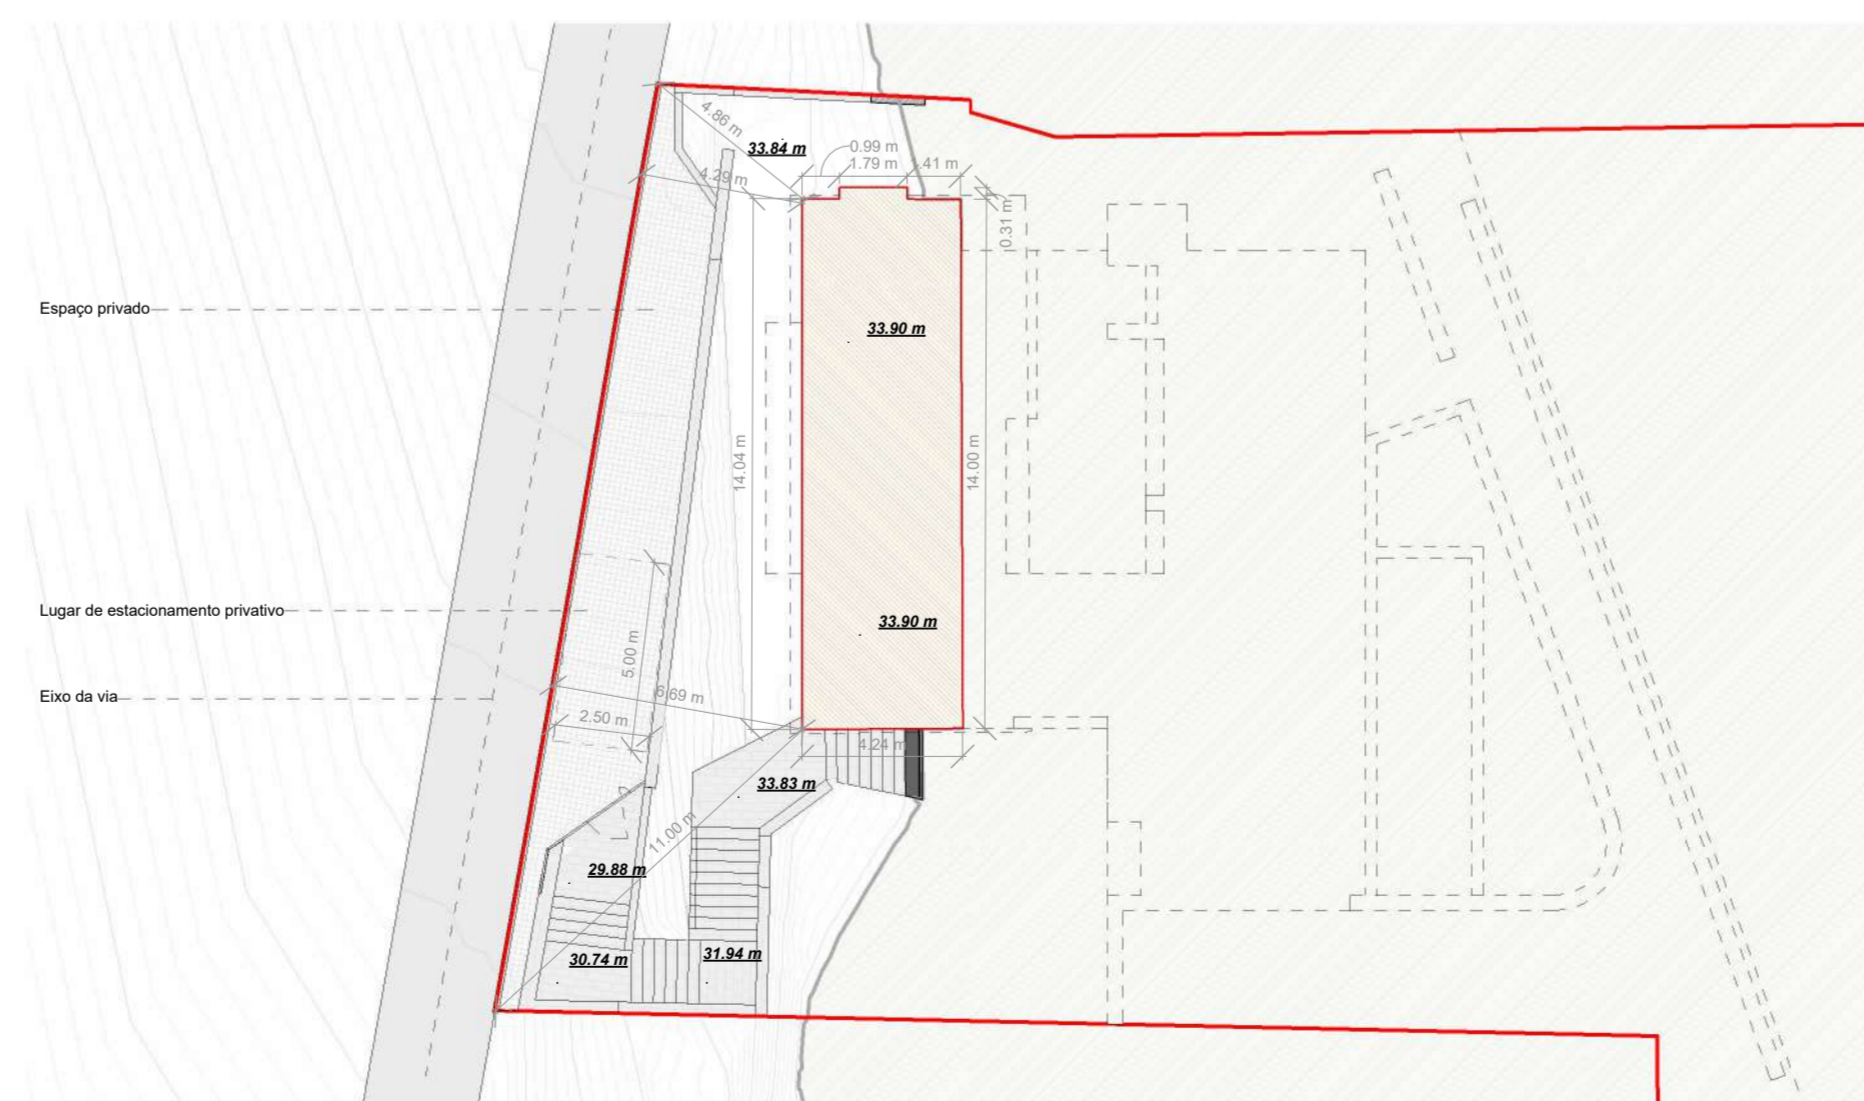 4.86 m
33.84 m
0.99 m
1.79 m
.41 m
4.29 m
0.31 m
Espaço privado
33.90 m
14.04 m
14.00 m
Lugar de estacionamento privativo
33.90 m
5.00 m
Eixo da via
6.69 m
2.50 m
4.24 m
33.83 m
11.00 m
29.88 m
31.94 m
30.74 m